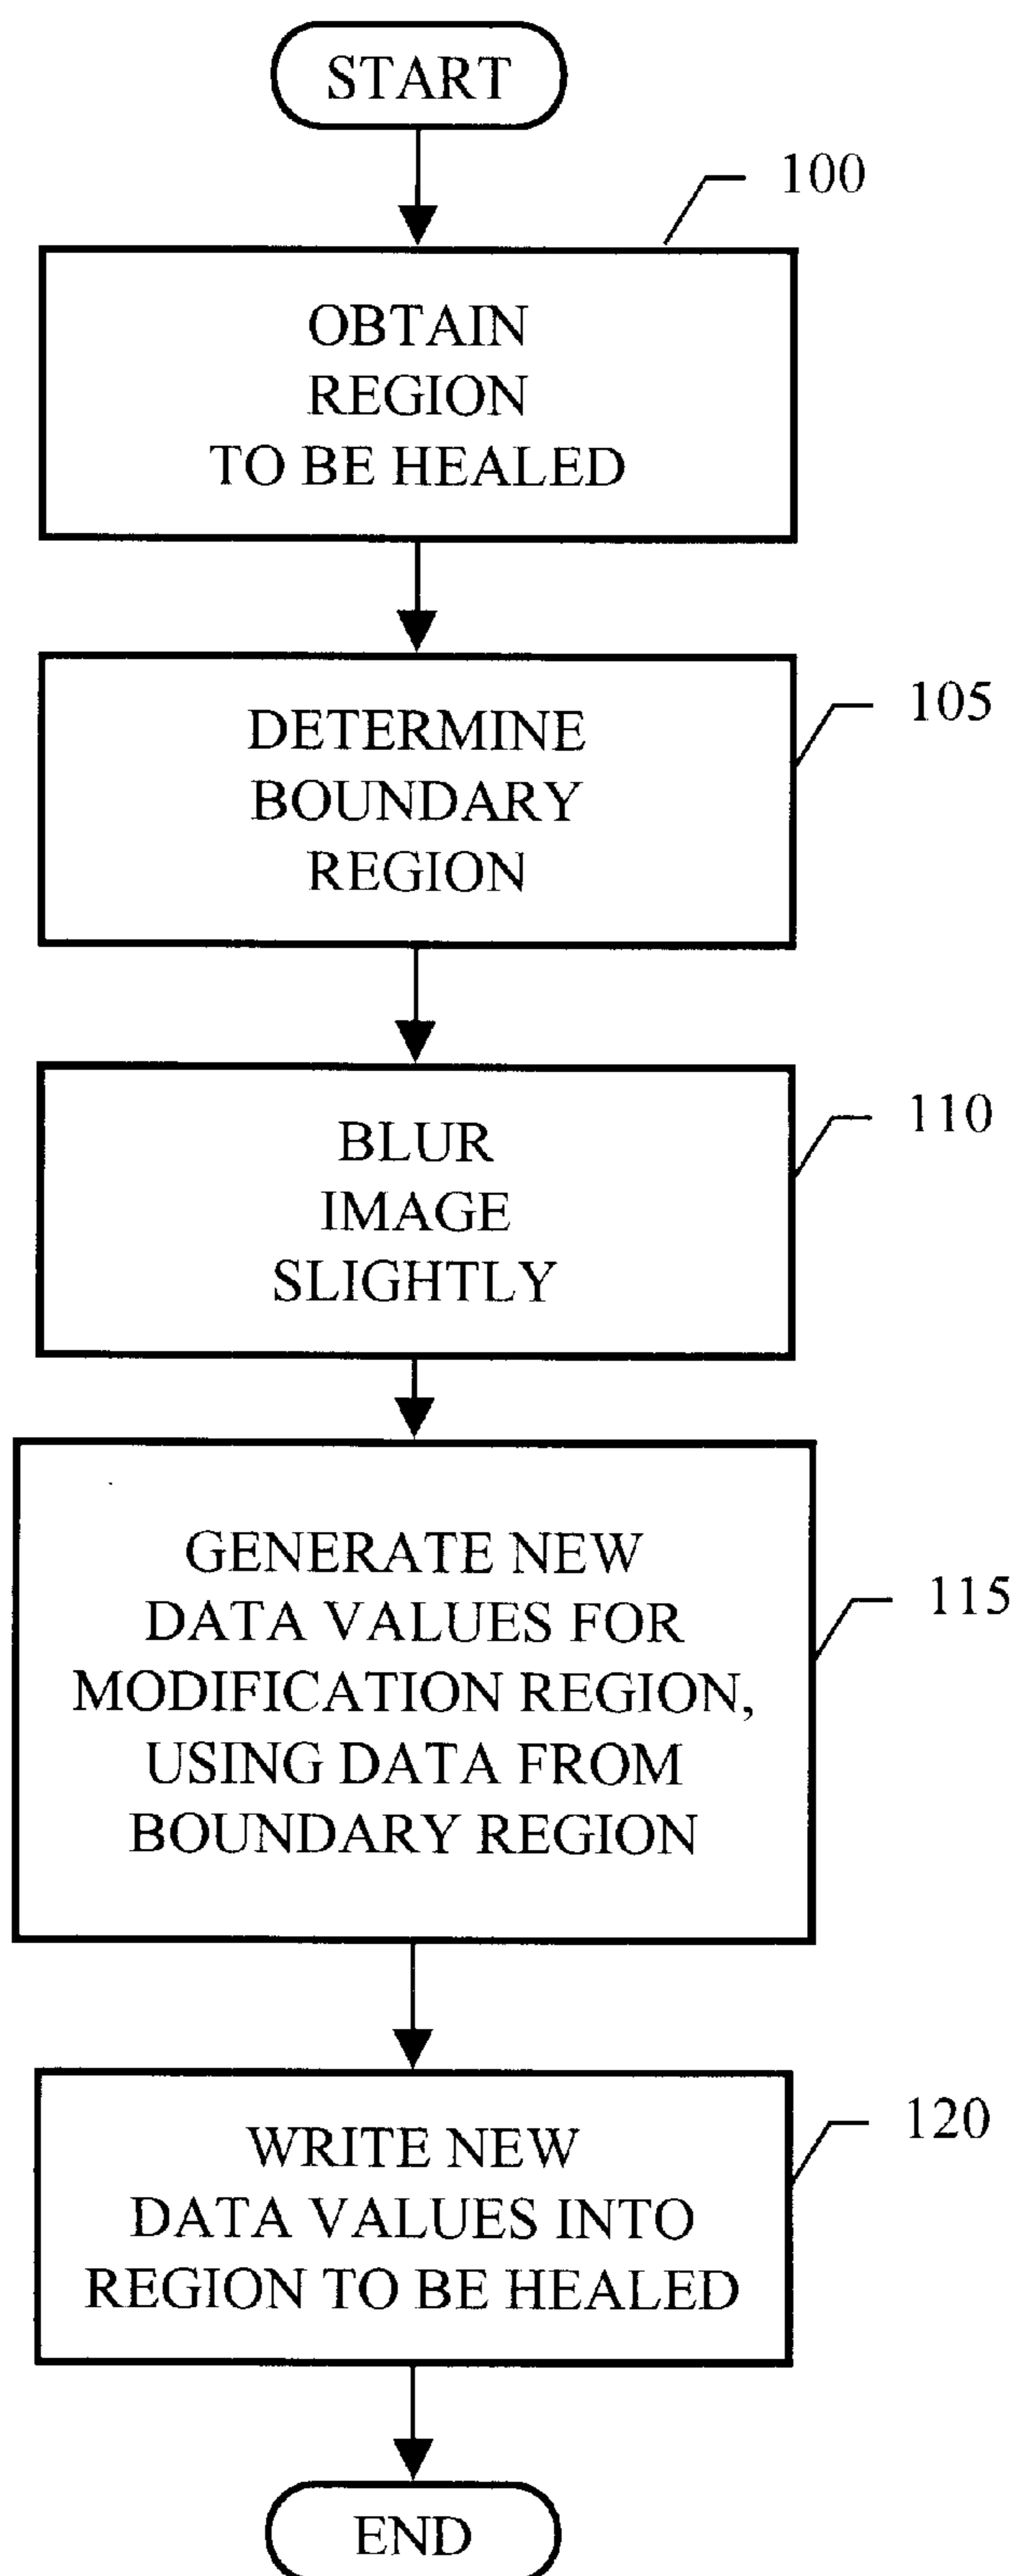 START
100
OBTAIN
REGION
TO BE HEALED
105
DETERMINE
BOUNDARY
REGION
110
BLUR
IMAGE
SLIGHTLY
115
GENERATE NEW
DATA VALUES FOR
MODIFICATION REGION,
USING DATA FROM
BOUNDARY REGION
120
WRITE NEW
DATA VALUES INTO
REGION TO BE HEALED
END